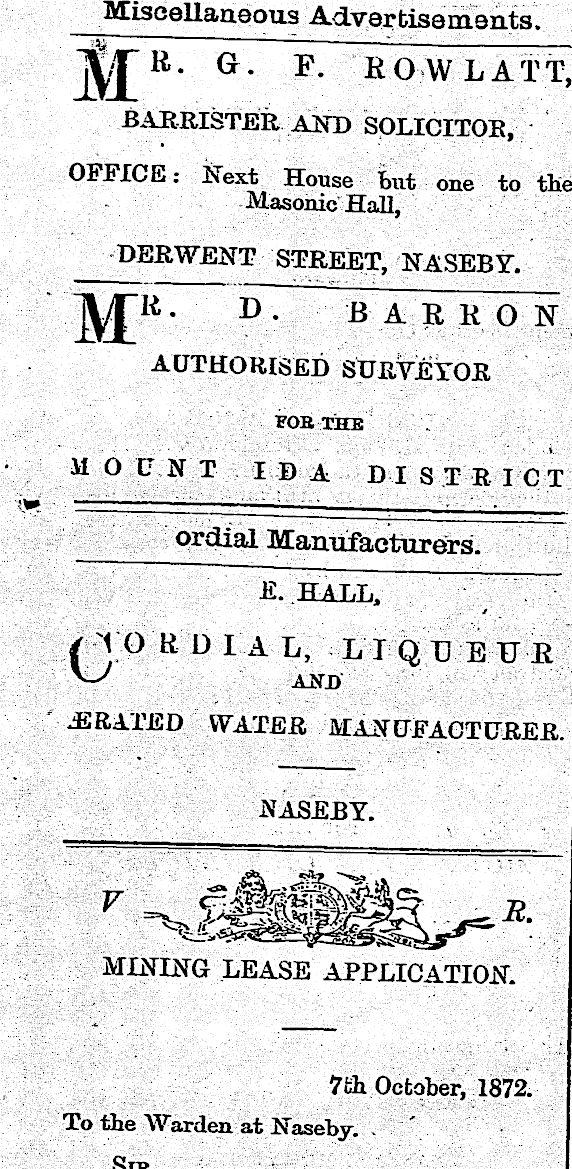 Miscellaneous Advertisements.
MR. G. F. ROWLATT,
BARRISTER AND SOLICITOR,
OFFICE: Next House but one to the
Masonic Hall,
DERWENT STREET, NASEBY.
MR. D. BARRON
AUTHORISED SURVEYOR
FOR THE
MOUNT IDA DISTRICT
ordial Manufacturers.
E. HALL,
CORDIAL, LIQUEUR
AND
ÆRATED WATER MANUFACTURER.
NASEBY.
V R.
MINING LEASE APPLICATION.
7th October, 1872.
To the Warden at Naseby.
SIR